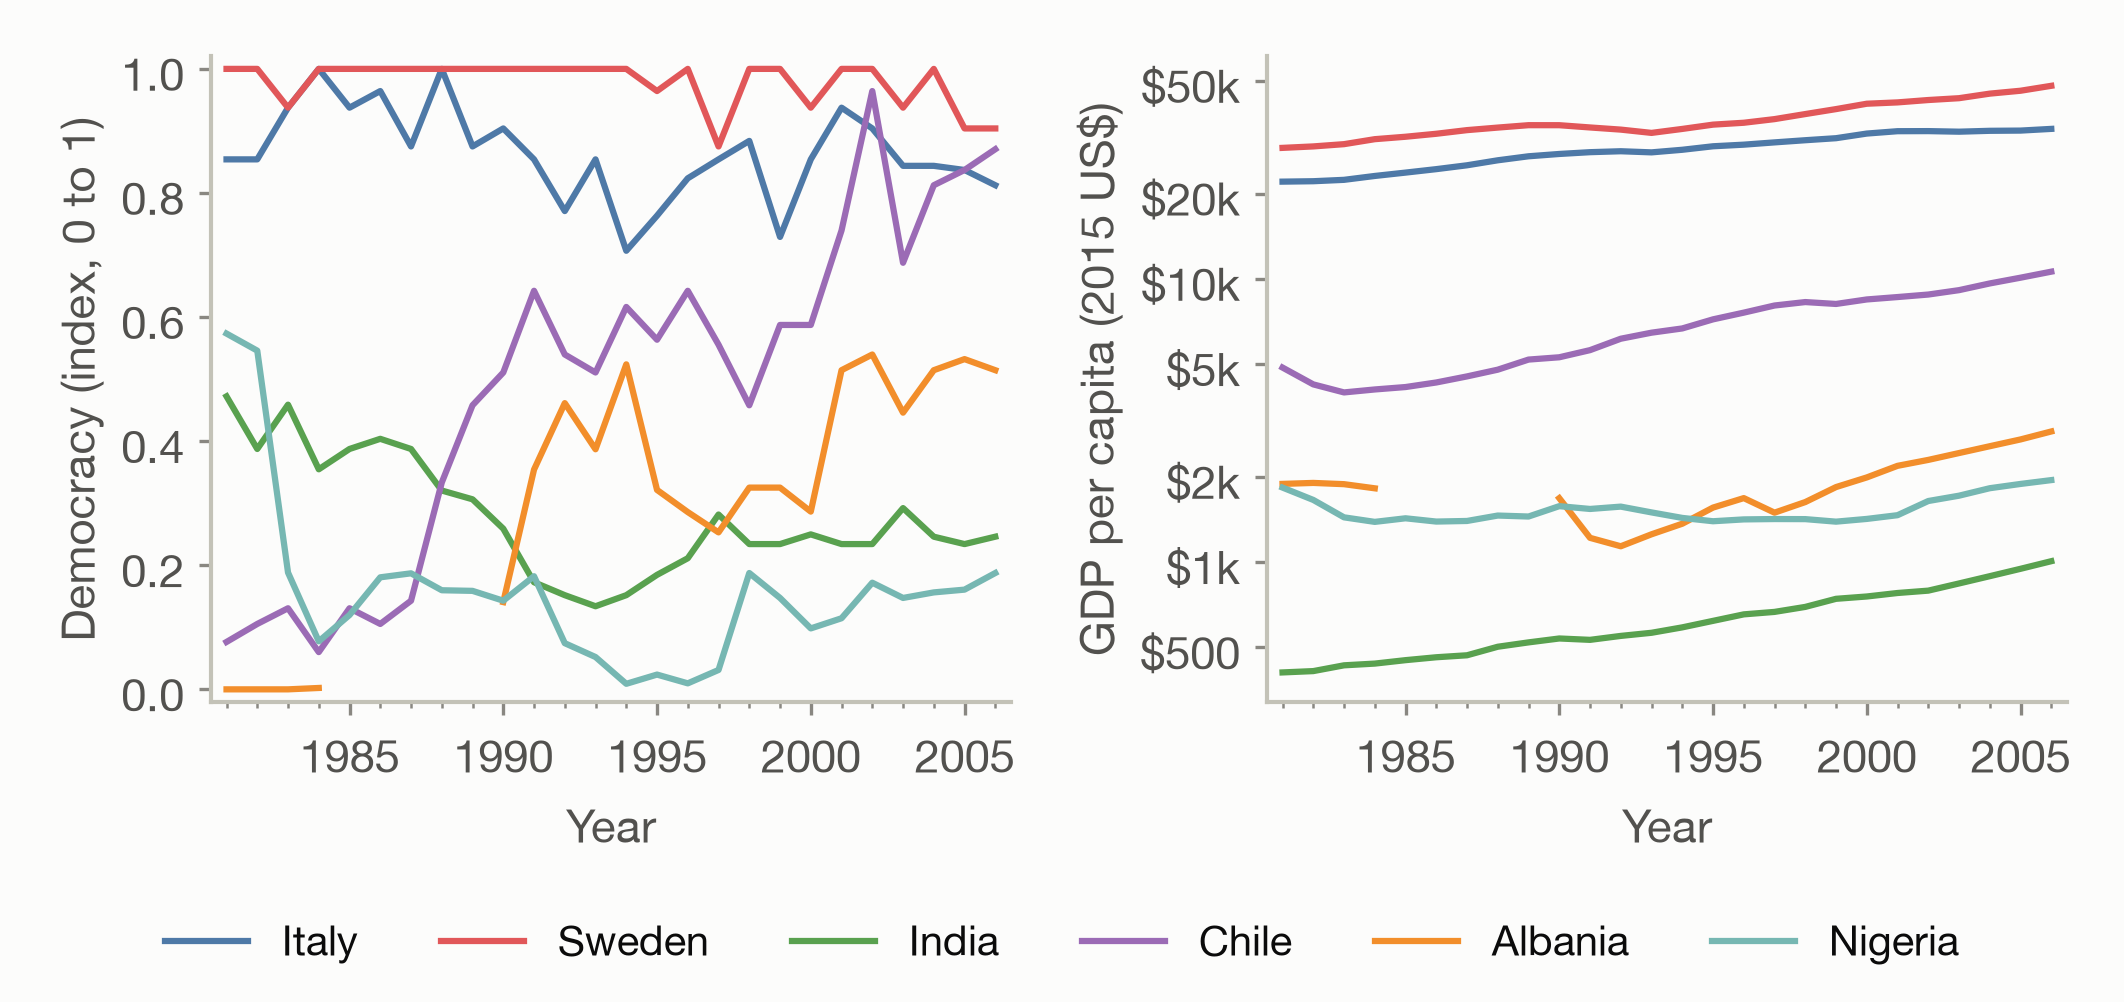 Democracy (index, 0 to 1)
1.0
0.8
0.6
0.4
0.2
0.0
1985 1990 1995 2000 2005
Year
GDP per capita (2015 US$)
$50k
$20k
$10k
$5k
$2k
$1k
$500
1985 1990 1995 2000 2005
Year
Italy Sweden India Chile Albania Nigeria